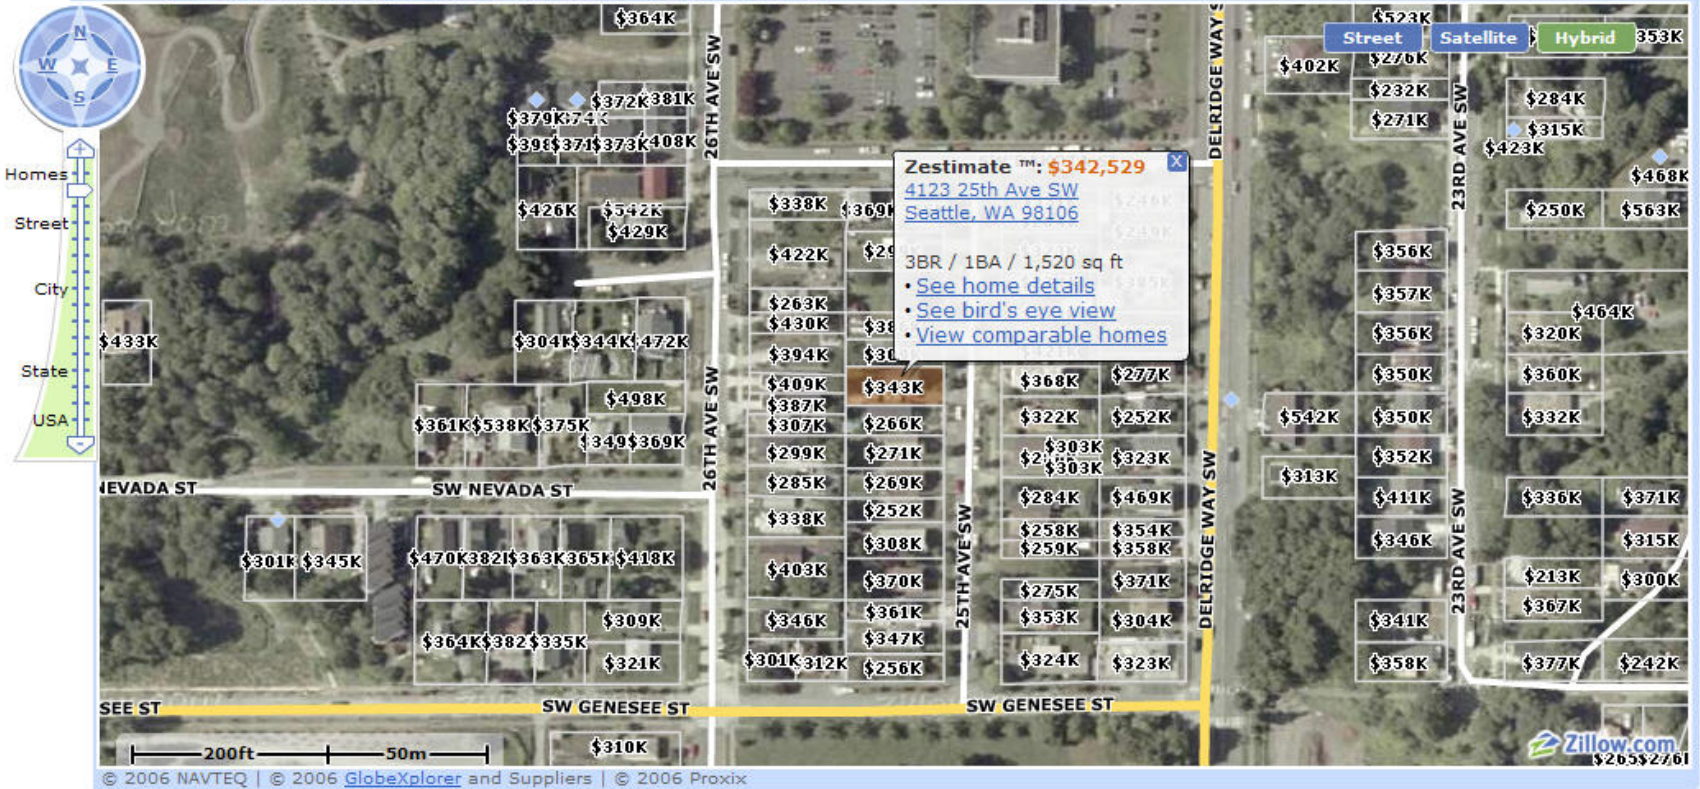 $364K
26TH AVE SW
DELRIDGE WAY S
$523K
353K
Street
Satellite
Hybrid
N
W
E
S
$402K
$276K
$232K
$271K
23RD AVE SW
$284K
$315K
$423K
$468K
$250K
$563K
$372K
$381K
$379K
$408K
$373K
$426K
$542K
$429K
Homes
Street
City
State
USA
Zestimate ™: $342,529
X
4123 25th Ave SW
Seattle, WA 98106
3BR / 1BA / 1,520 sq ft
• See home details
• See bird's eye view
• View comparable homes
$338K
$369K
$422K
$263K
$430K
$394K
$409K
$387K
$307K
$299K
$285K
$338K
$403K
$346K
$301K
$312K
$343K
$266K
$271K
$269K
$252K
$308K
$370K
$361K
$347K
$256K
$433K
$304K
$344K
$472K
$498K
$361K
$538K
$375K
$349
$369K
26TH AVE SW
NEVADA ST
SW NEVADA ST
$301K
$345K
$470K
$382
$363K
$365K
$418K
$309K
$364K
$382
$335K
$321K
25TH AVE SW
$368K
$277K
$322K
$252K
$303K
$303K
$323K
$284K
$469K
$258K
$354K
$259K
$358K
$275K
$371K
$353K
$304K
$324K
$323K
DELRIDGE WAY SW
$356K
$357K
$356K
$350K
$542K
$350K
$352K
$313K
$411K
$346K
$341K
$358K
23RD AVE SW
$464K
$320K
$360K
$332K
$336K
$371K
$315K
$213K
$300K
$367K
$377K
$242K
SEE ST
SW GENESEE ST
SW GENESEE ST
200ft
50m
$310K
Zillow.com
© 2006 NAVTEQ | © 2006 GlobeXplorer and Suppliers | © 2006 Proxix